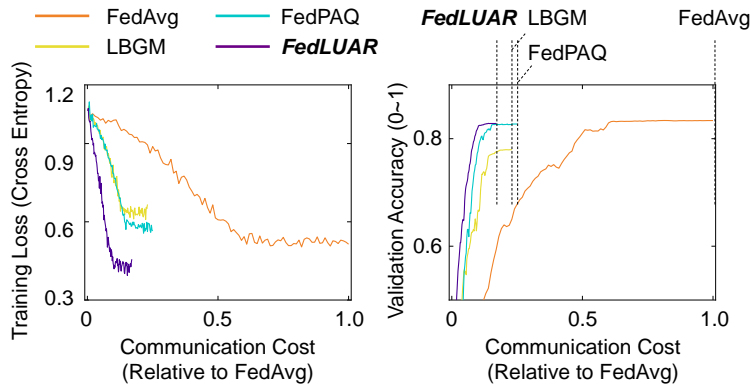 FedAvg
FedPAQ
LBGM
FedLUAR
Training Loss (Cross Entropy)
1.2
0.9
0.6
0.3
0
0.5
1.0
Communication Cost
(Relative to FedAvg)
FedLUAR
LBGM
FedAvg
FedPAQ
Validation Accuracy (0~1)
0.8
0.6
0
0.5
1.0
Communication Cost
(Relative to FedAvg)